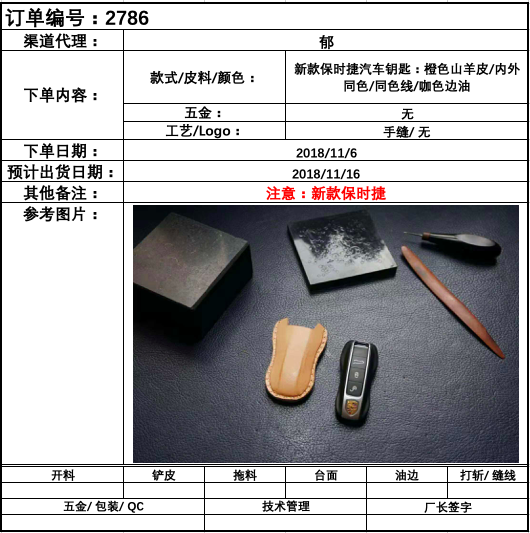 订单编号：2786
渠道代理：
郁
下单内容：
款式/皮料/颜色：
新款保时捷汽车钥匙：橙色山羊皮/内外
同色/同色线/咖色边油
五金：
无
工艺/Logo：
手缝/ 无
下单日期：
2018/11/6
预计出货日期：
2018/11/16
其他备注：
注意：新款保时捷
参考图片：
开料 铲皮 拖料 台面 油边 打斩/ 缝线
五金/ 包装/ QC 技术管理 厂长签字